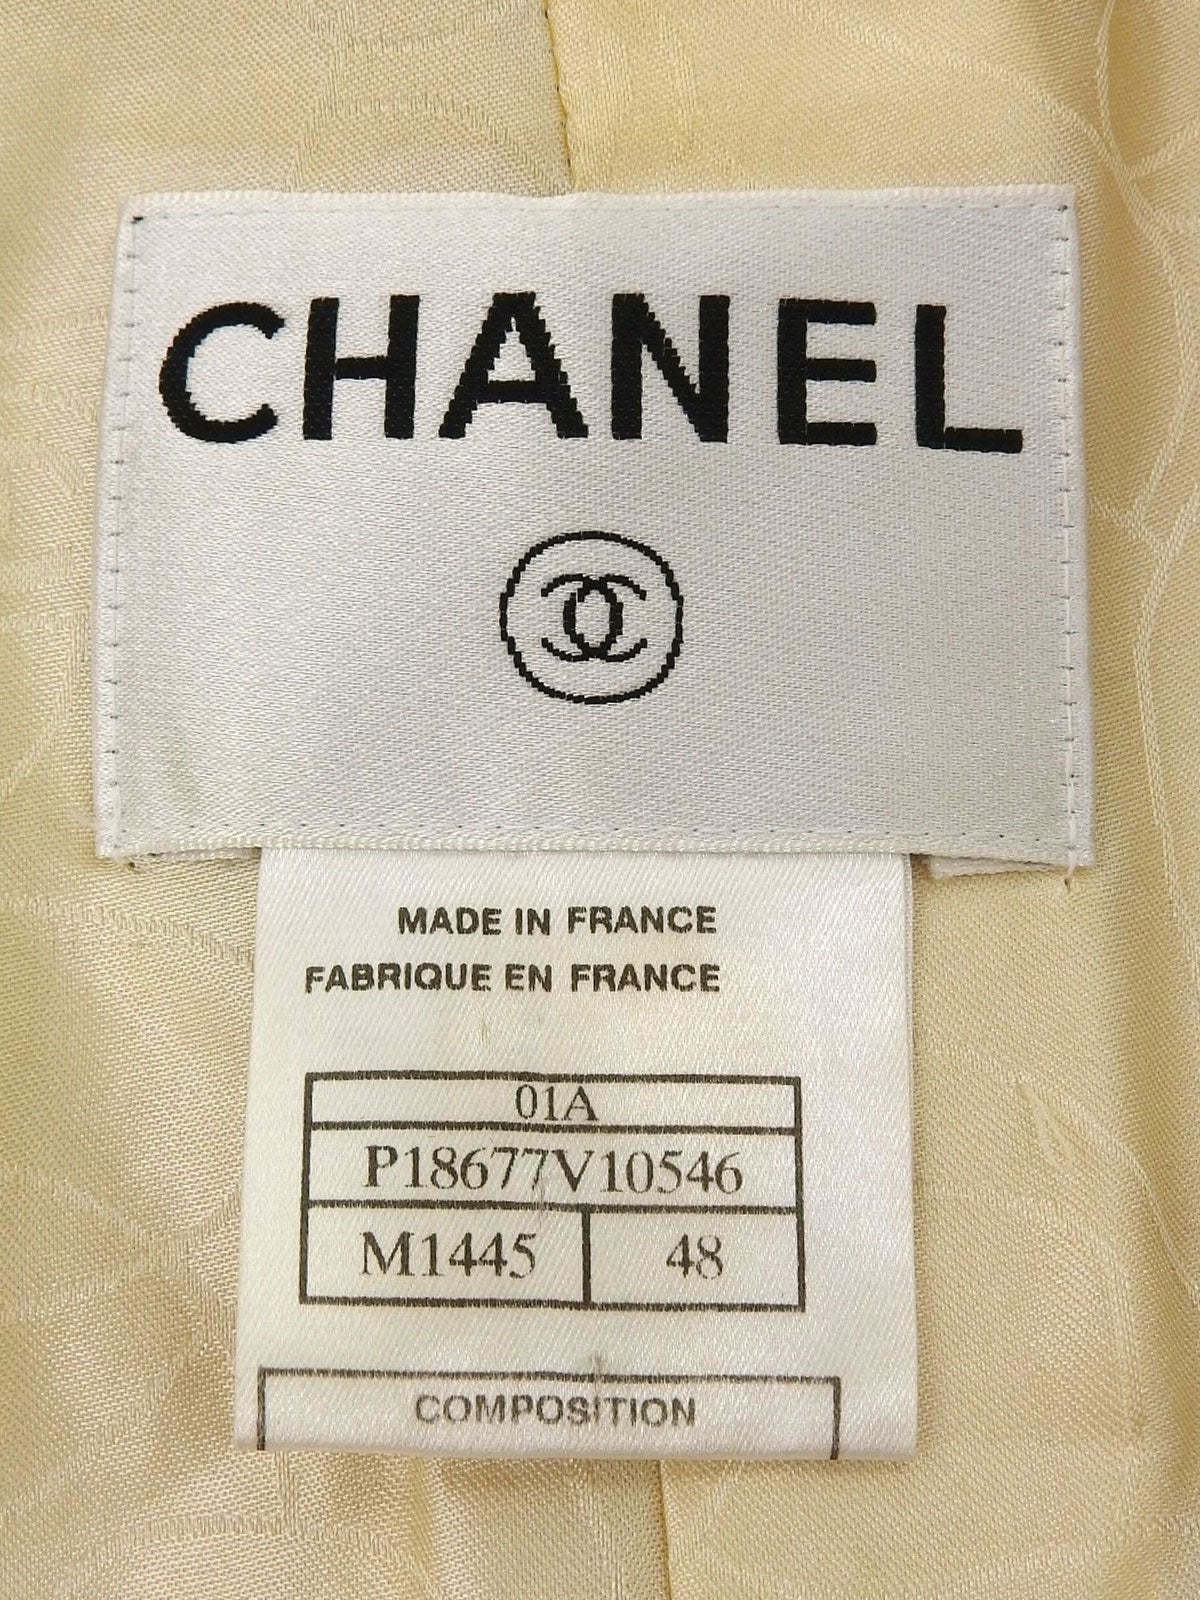 CHANEL
MADE IN FRANCE
FABRIQUE EN FRANCE
01A
P18677V10546
M1445 48
COMPOSITION